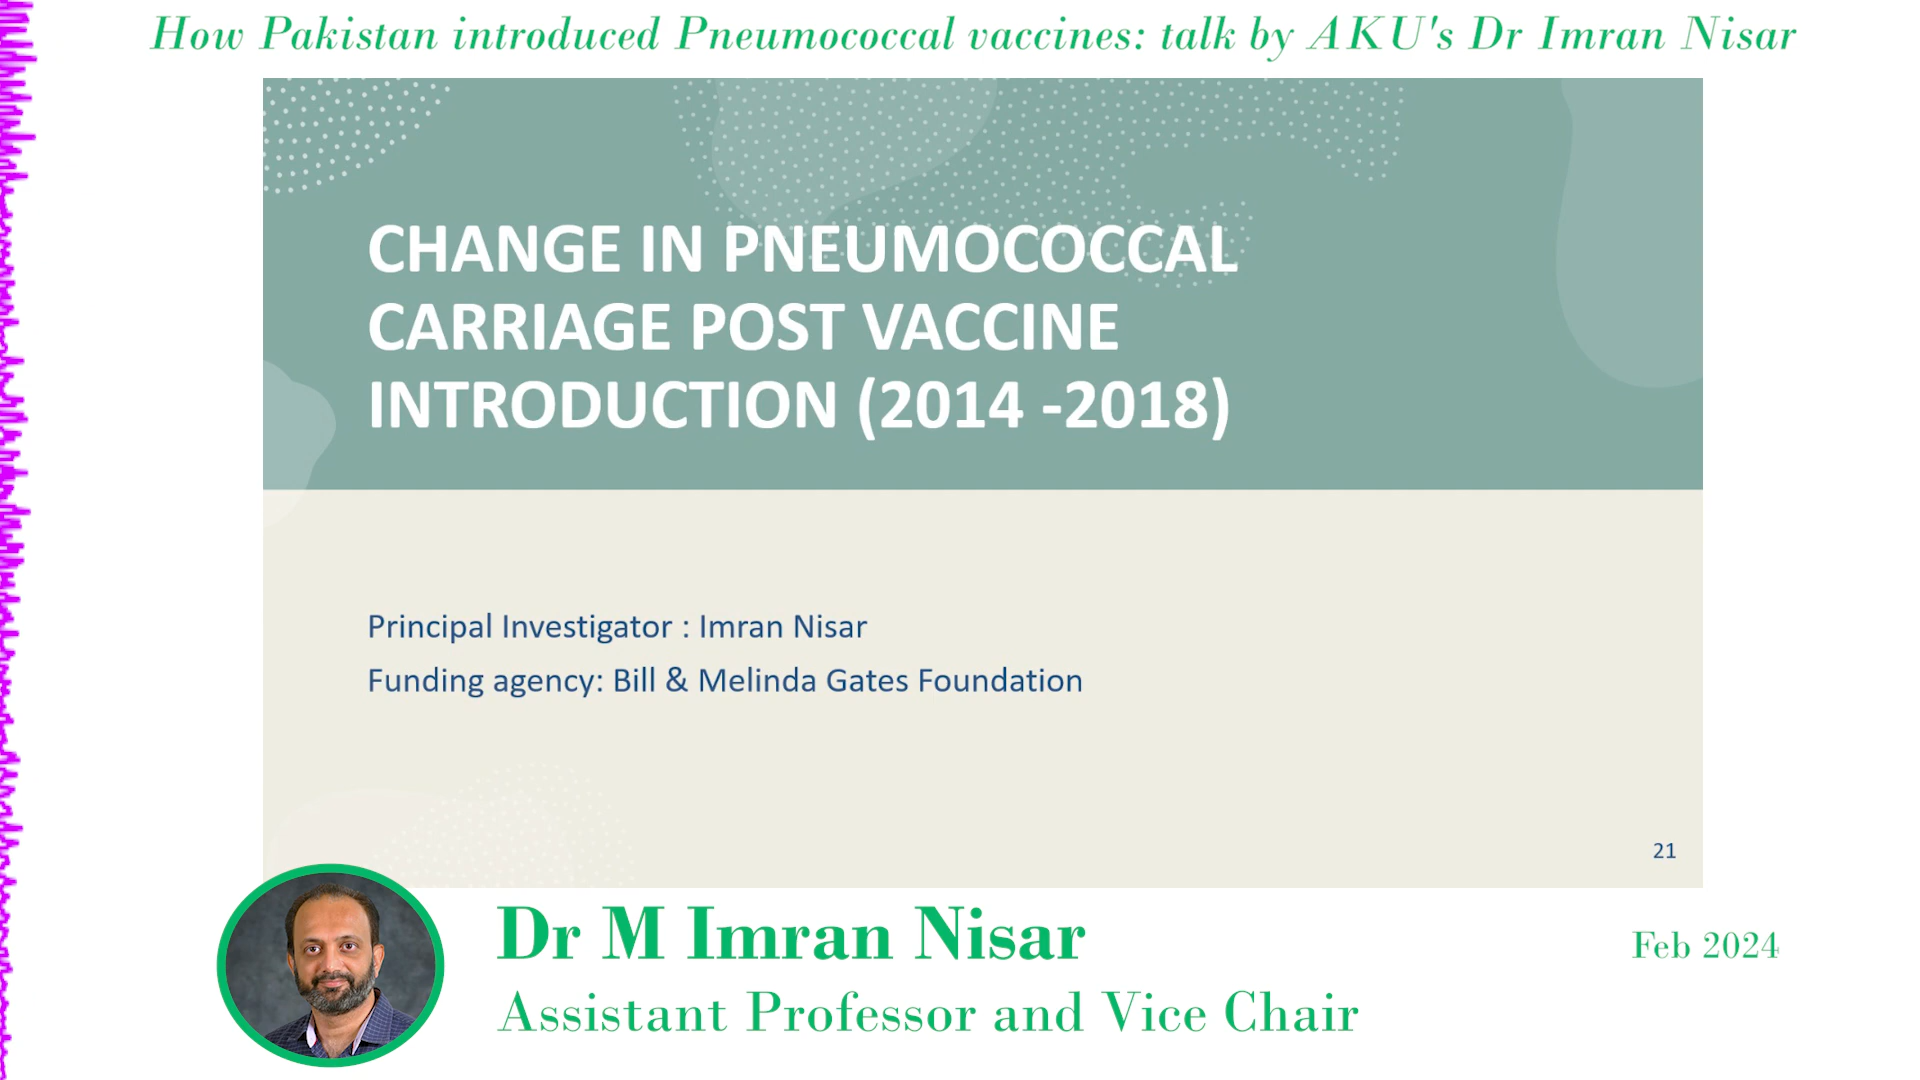 How Pakistan introduced Pneumococcal vaccines: talk by AKU's Dr Imran Nisar
CHANGE IN PNEUMOCOCCAL
CARRIAGE POST VACCINE
INTRODUCTION (2014 -2018)
Principal Investigator : Imran Nisar
Funding agency: Bill & Melinda Gates Foundation
21
Dr M Imran Nisar
Feb 2024
Assistant Professor and Vice Chair